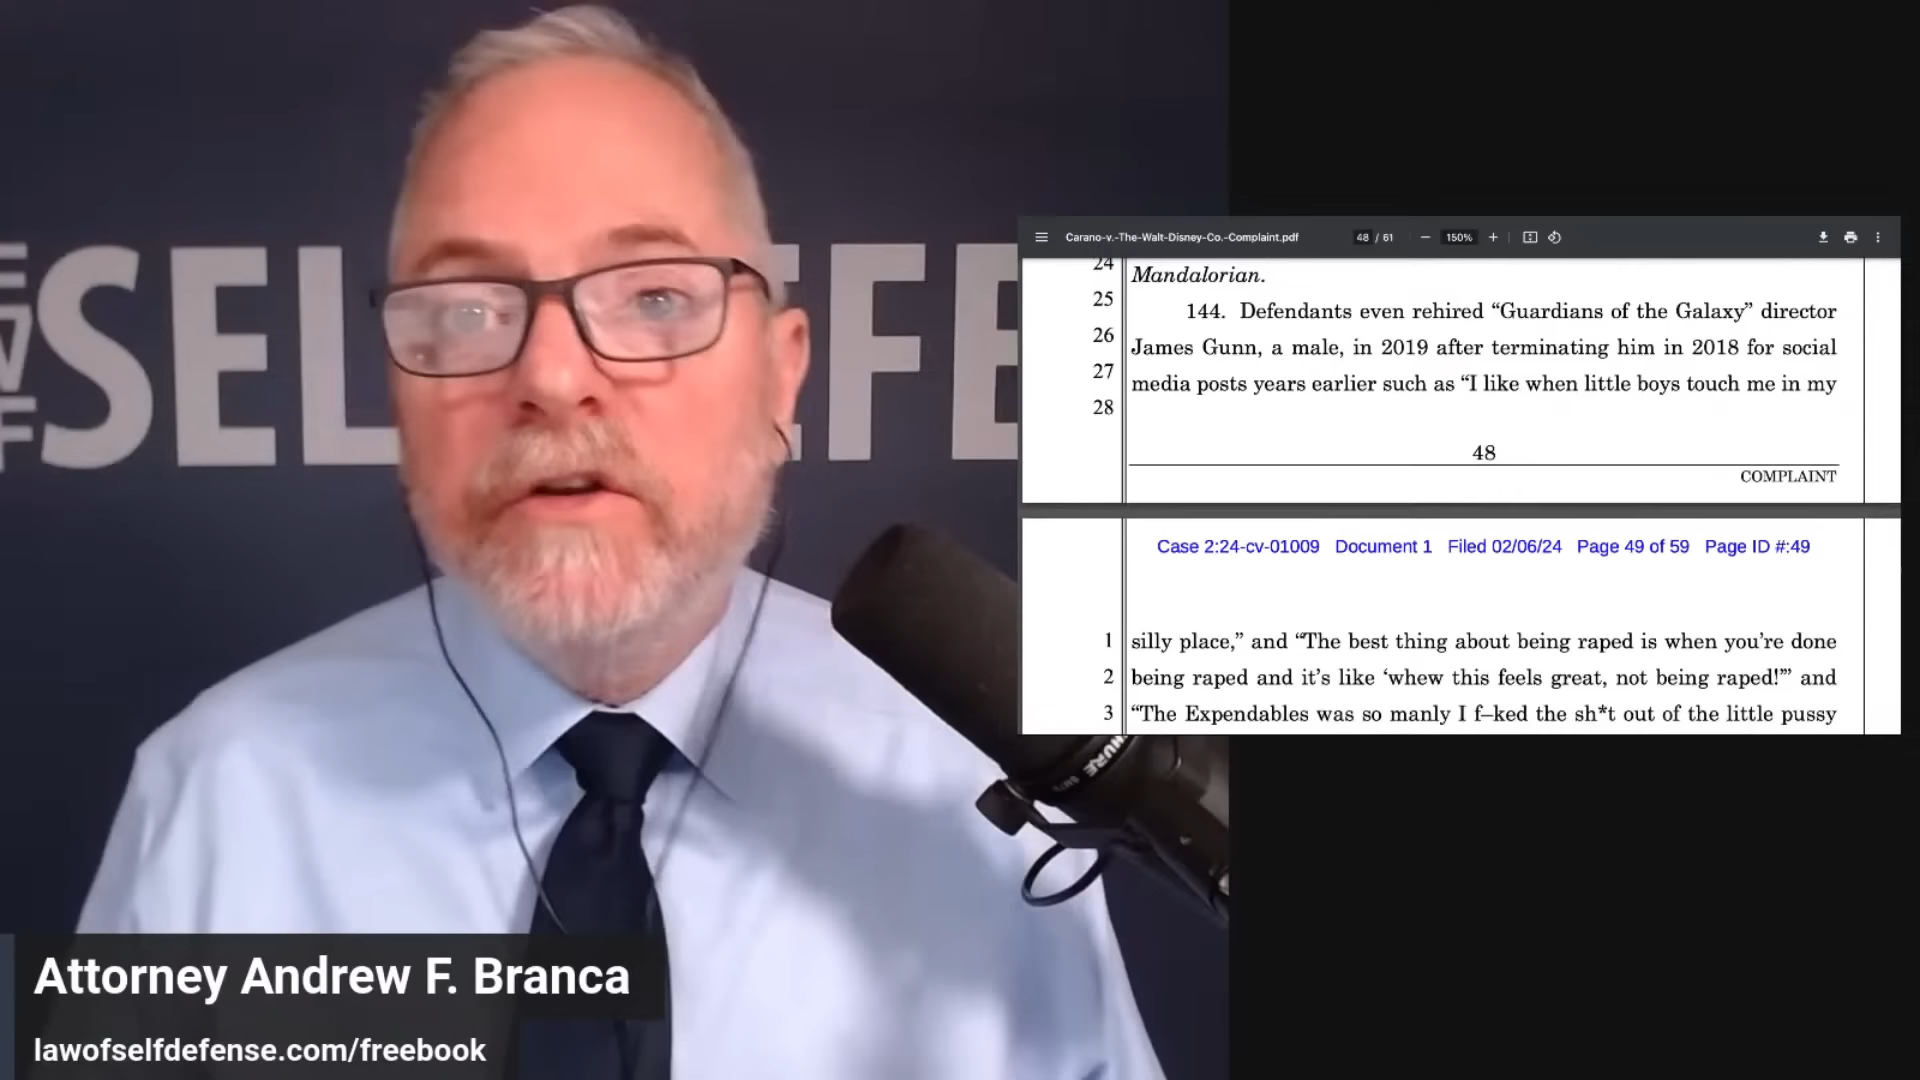 SEL
EFE
F
Attorney Andrew F. Branca
lawofselfdefense.com/freebook
SHURE
Carano-v.-The-Walt-Disney-Co.-Complaint.pdf
48 / 61
150%
24 Mandalorian.
25 144. Defendants even rehired “Guardians of the Galaxy” director
26 James Gunn, a male, in 2019 after terminating him in 2018 for social
27 media posts years earlier such as “I like when little boys touch me in my
28
48
COMPLAINT
Case 2:24-cv-01009 Document 1 Filed 02/06/24 Page 49 of 59 Page ID #:49
1 silly place,” and “The best thing about being raped is when you’re done
2 being raped and it’s like ‘whew this feels great, not being raped!’” and
3 “The Expendables was so manly I f–ked the sh*t out of the little pussy